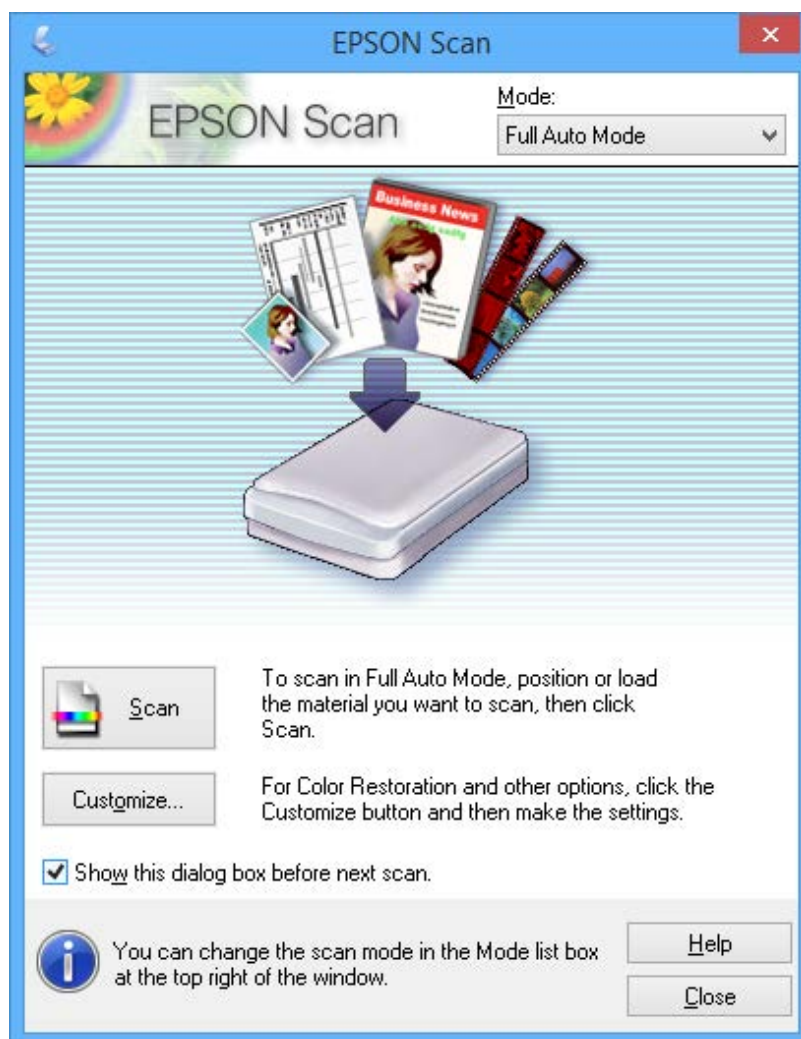 EPSON Scan
EPSON Scan
Mode:
Full Auto Mode
Business News
Scan
To scan in Full Auto Mode, position or load
the material you want to scan, then click
Scan.
Customize...
For Color Restoration and other options, click the
Customize button and then make the settings.
Show this dialog box before next scan.
You can change the scan mode in the Mode list box
at the top right of the window.
Help
Close